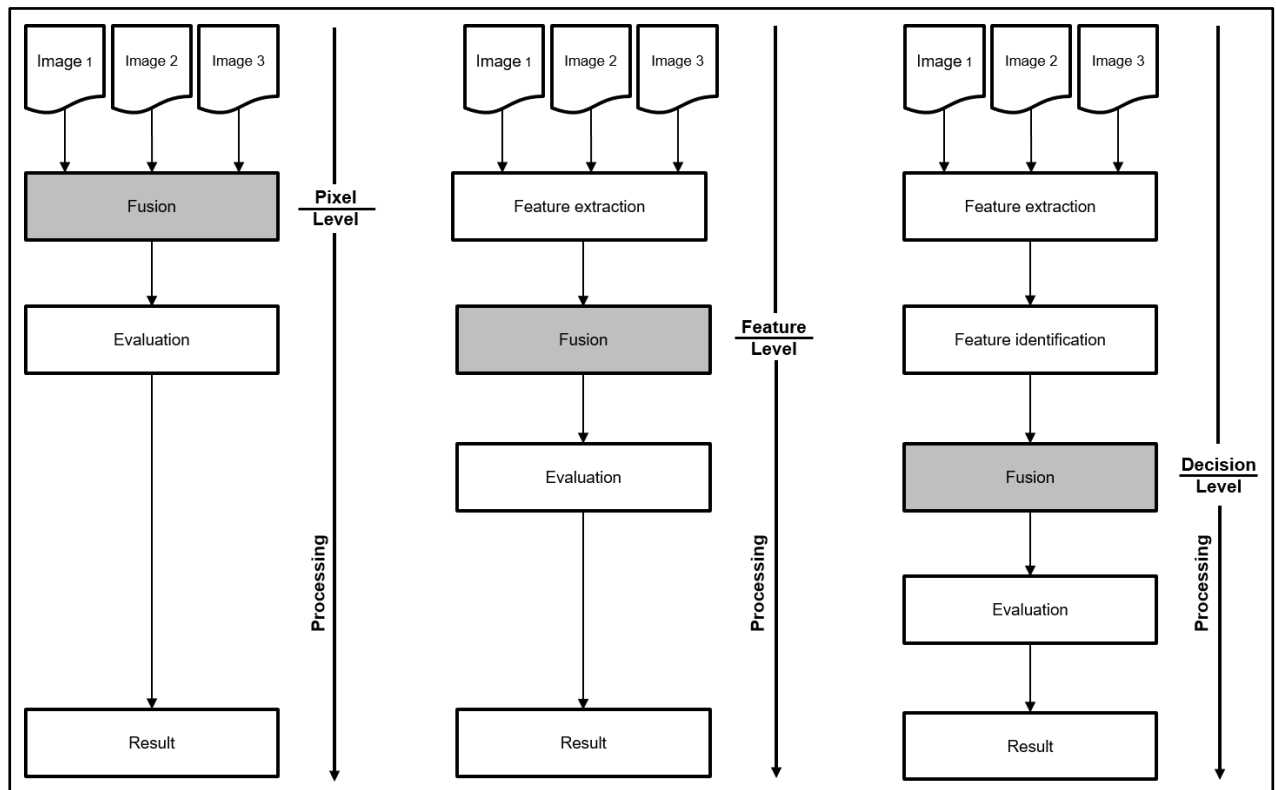 Image 1
Image 2
Image 3
Fusion
Evaluation
Result
Pixel
Level
Processing
Image 1
Image 2
Image 3
Feature extraction
Fusion
Evaluation
Result
Feature
Level
Processing
Image 1
Image 2
Image 3
Feature extraction
Feature identification
Fusion
Evaluation
Result
Decision
Level
Processing